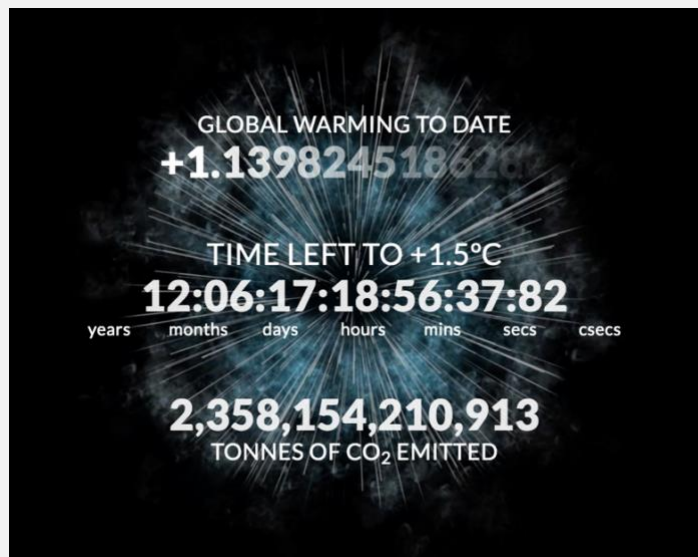 GLOBAL WARMING TO DATE
+1.139824518628
TIME LEFT TO +1.5°C
12:06:17:18:56:37:82
years months days hours mins secs csecs
2,358,154,210,913
TONNES OF CO₂ EMITTED